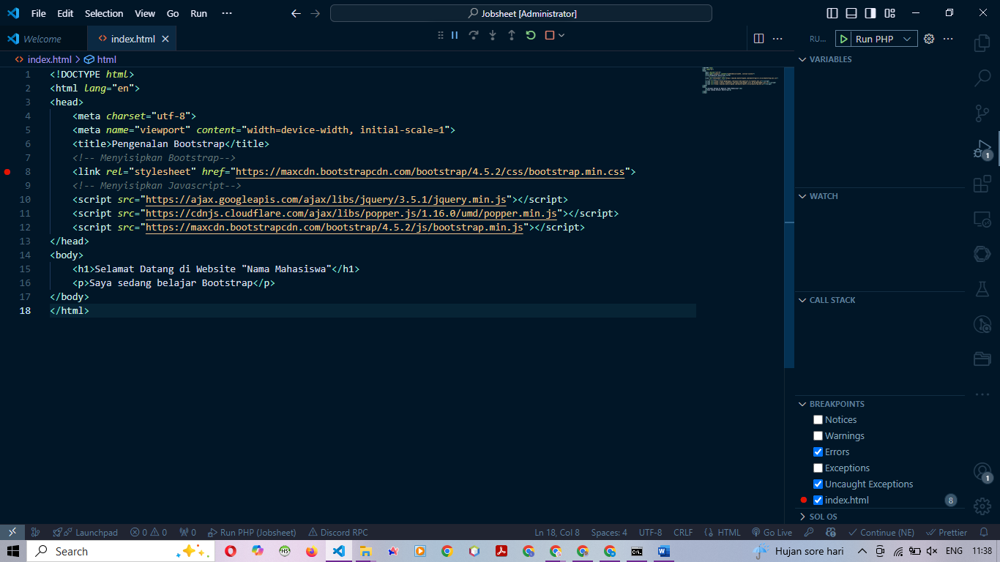 File Edit Selection View Go Run ··· Jobsheet [Administrator]
Welcome index.html RU... Run PHP
index.html > html
1 <!DOCTYPE html>
2 <html lang="en">
3 <head>
4 <meta charset="utf-8">
5 <meta name="viewport" content="width=device-width, initial-scale=1">
6 <title>Pengenalan Bootstrap</title>
7 <!-- Menyisipkan Bootstrap-->
8 <link rel="stylesheet" href="https://maxcdn.bootstrapcdn.com/bootstrap/4.5.2/css/bootstrap.min.css">
9 <!-- Menyisipkan Javascript-->
10 <script src="https://ajax.googleapis.com/ajax/libs/jquery/3.5.1/jquery.min.js"></script>
11 <script src="https://cdnjs.cloudflare.com/ajax/libs/popper.js/1.16.0/umd/popper.min.js"></script>
12 <script src="https://maxcdn.bootstrapcdn.com/bootstrap/4.5.2/js/bootstrap.min.js"></script>
13 </head>
14 <body>
15 <h1>Selamat Datang di Website "Nama Mahasiswa"</h1>
16 <p>Saya sedang belajar Bootstrap</p>
17 </body>
18 </html>
VARIABLES
1
WATCH
CALL STACK
BREAKPOINTS
Notices
Warnings
Errors
Exceptions
1
Uncaught Exceptions
index.html 8
SOL OS
Launchpad 0 0 0 Run PHP (Jobsheet) Discord RPC Ln 18, Col 8 Spaces: 4 UTF-8 CRLF HTML Go Live Continue (NE) Prettier
Search HS Hujan sore hari ENG 11:38